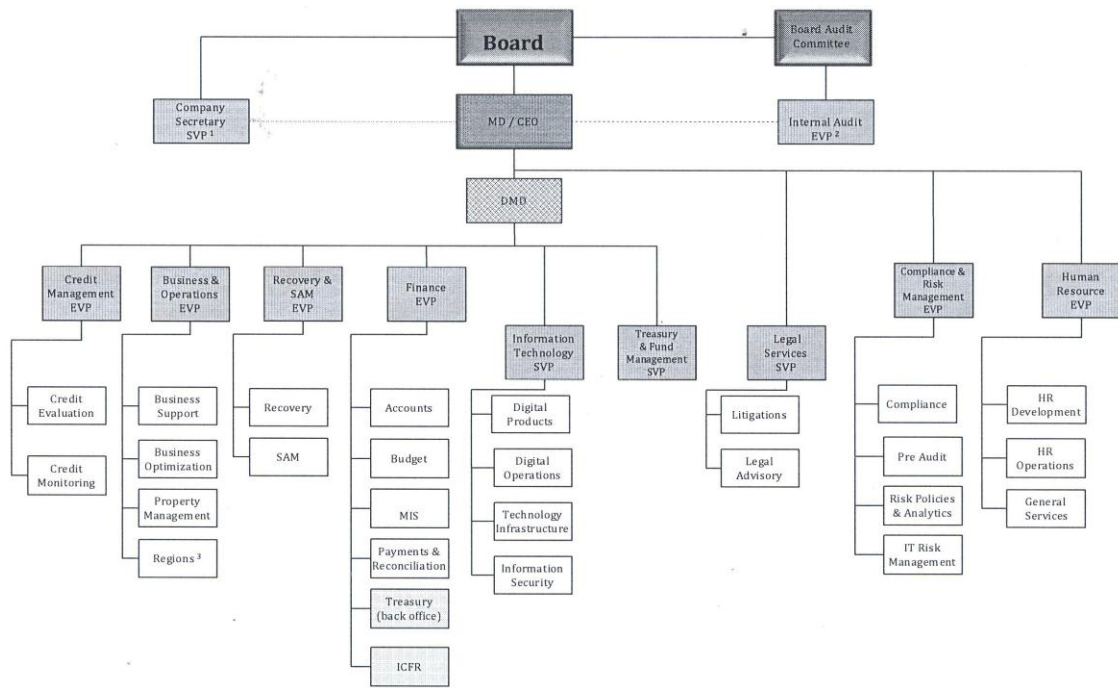 Board
Board Audit
Committee
Company
Secretary
SVP ¹
MD / CEO
Internal Audit
EVP ²
DMD
Credit
Management
EVP
Business &
Operations
EVP
Recovery &
SAM
EVP
Finance
EVP
Information
Technology
SVP
Treasury
& Fund
Management
SVP
Legal
Services
SVP
Compliance &
Risk
Management
EVP
Human
Resource
EVP
Credit
Evaluation
Credit
Monitoring
Business
Support
Business
Optimization
Property
Management
Regions ³
Recovery
SAM
Accounts
Budget
MIS
Payments &
Reconciliation
Treasury
(back office)
ICFR
Digital
Products
Digital
Operations
Technology
Infrastructure
Information
Security
Litigations
Legal
Advisory
Compliance
Pre Audit
Risk Policies
& Analytics
IT Risk
Management
HR
Development
HR
Operations
General
Services